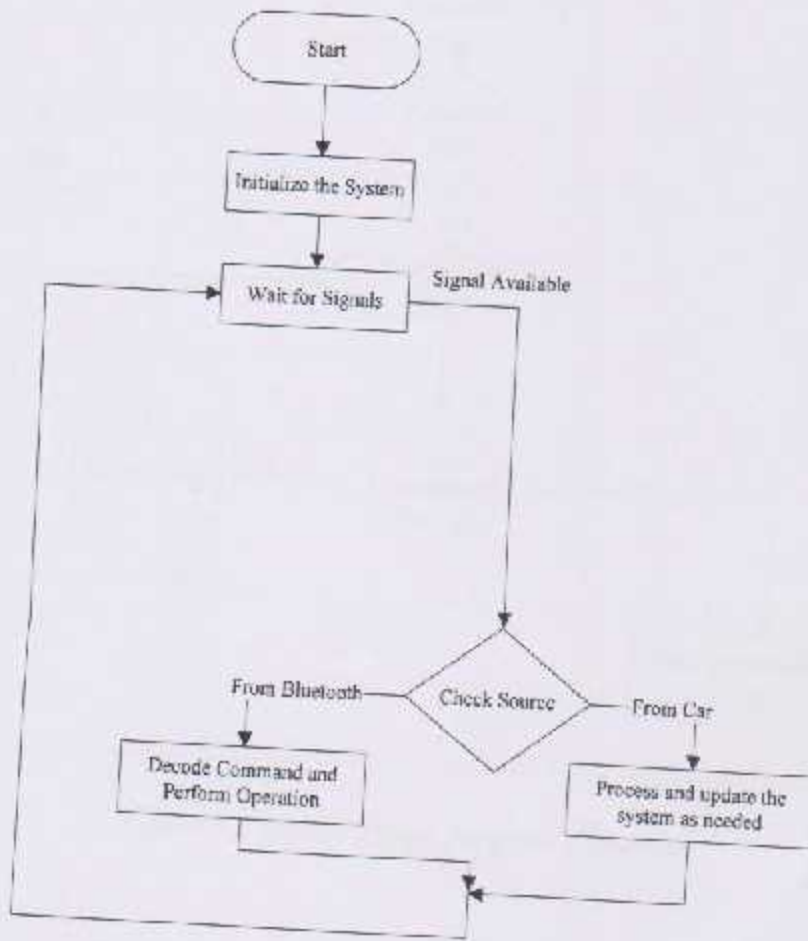 Start
Initialize the System
Wait for Signals
Signal Available
Check Source
From Bluetooth
From Car
Decode Command and
Perform Operation
Process and update the
system as needed